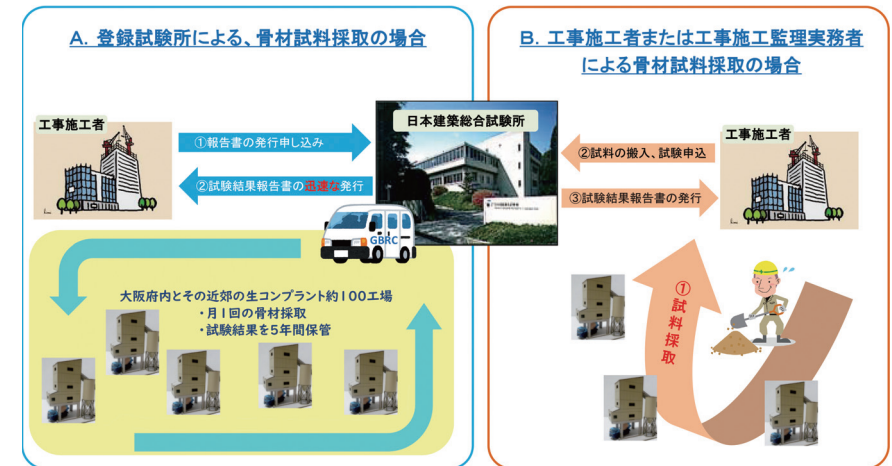 A. 登録試験所による、骨材試料採取の場合
工事施工者
①報告書の発行申し込み
②試験結果報告書の迅速な発行
日本建築総合試験所
GBRC
大阪府内とその近郊の生コンプラント約100工場
・月1回の骨材採取
・試験結果を5年間保管
B. 工事施工者または工事施工監理実務者
による骨材試料採取の場合
②試料の搬入、試験申込
③試験結果報告書の発行
工事施工者
①試料採取